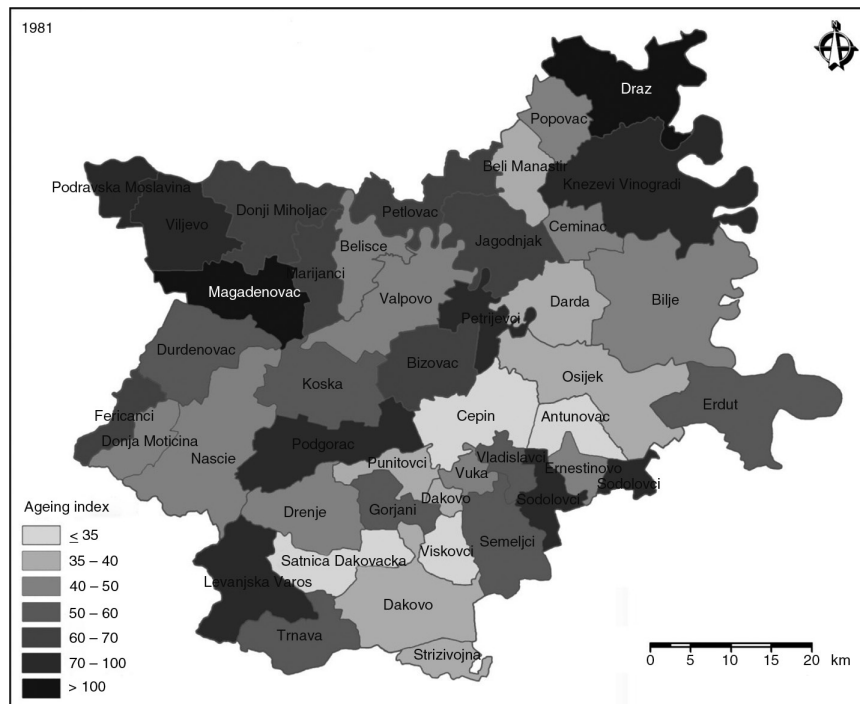 1981
Draz
Popovac
Beli Manastir
Podravska Moslavina
Knezevi Vinogradi
Donji Miholjac
Petlovac
Viljevo
Ceminac
Jagodnjak
Belisce
Marijanci
Magadenovac
Valpovo
Darda
Bilje
Petrijevci
Durdenovac
Bizovac
Osijek
Koska
Erdut
Fericanci
Cepin
Antunovac
Donja Moticina
Podgorac
Nascie
Punitovci
Vladislavci
Ernestinovo
Vuka
Sodolovci
Dakovo
Sodolovci
Drenje
Gorjani
Semeljci
Viskovci
Satnica Dakovacka
Levanjska Varos
Dakovo
Trnava
Strizivojna
Ageing index
≤ 35
35 – 40
40 – 50
50 – 60
60 – 70
70 – 100
> 100
0 5 10 15 20 km